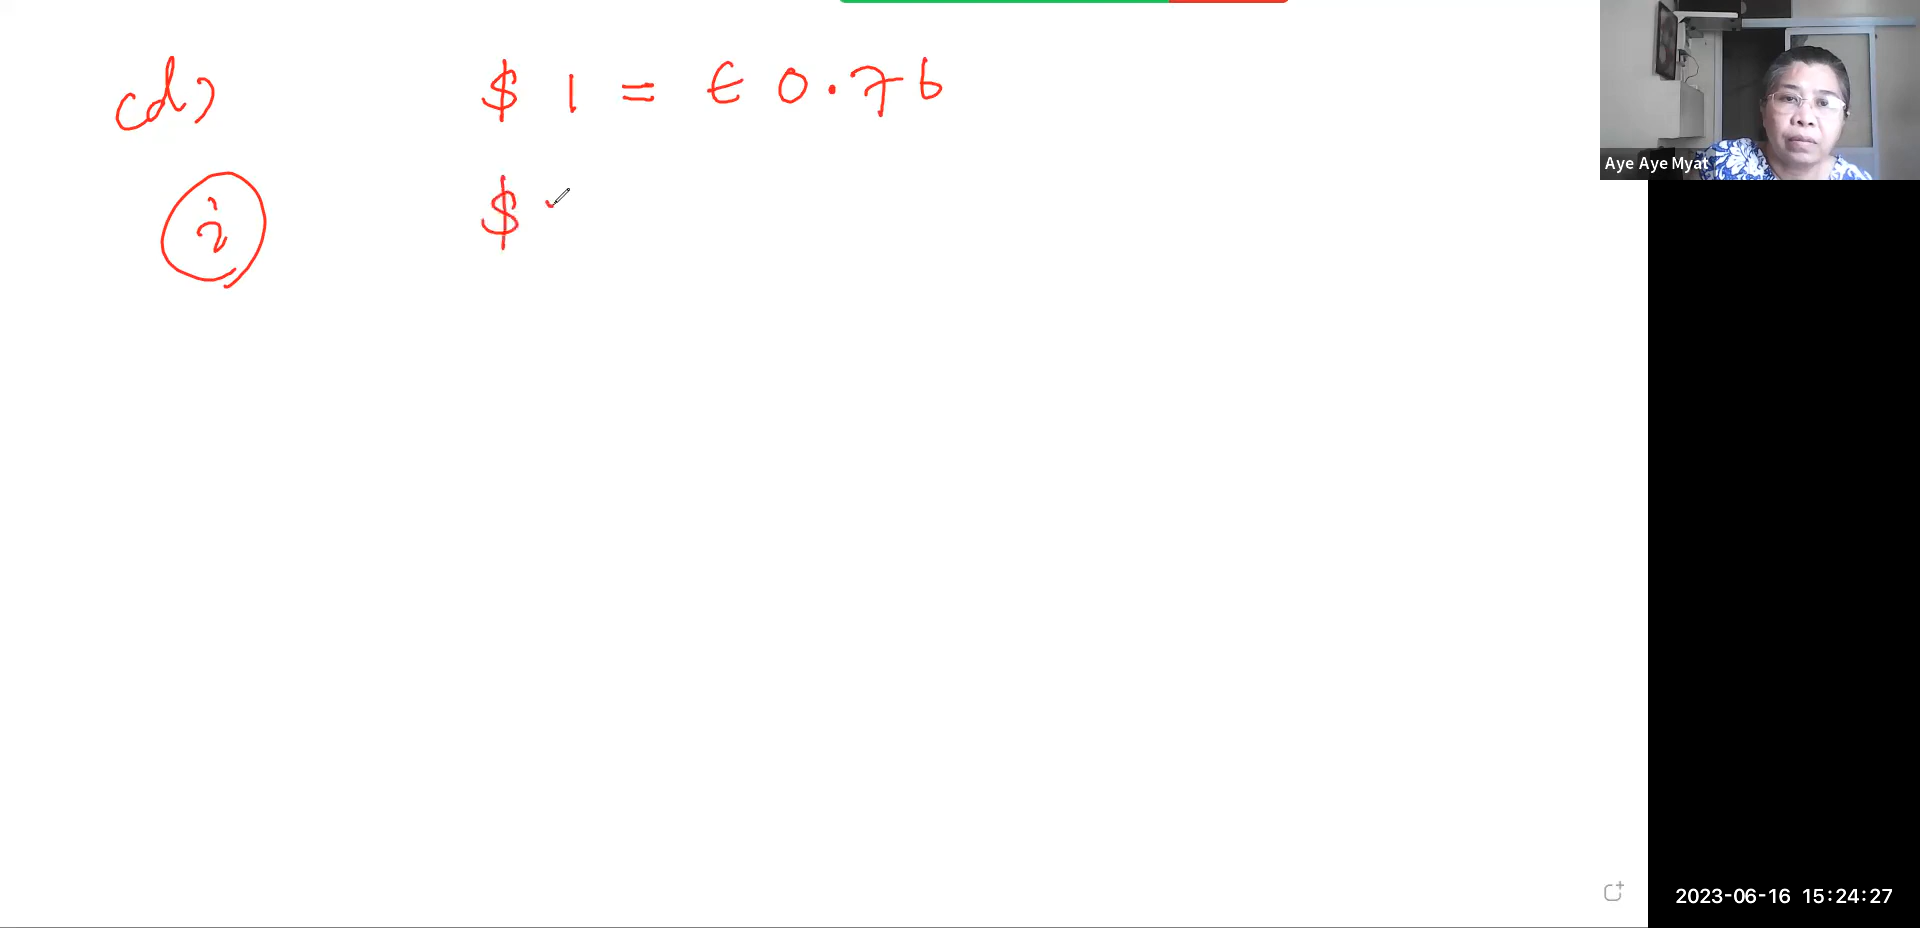 (d) $ 1 = € 0.76
i $
Aye Aye Myat
2023-06-16 15:24:27